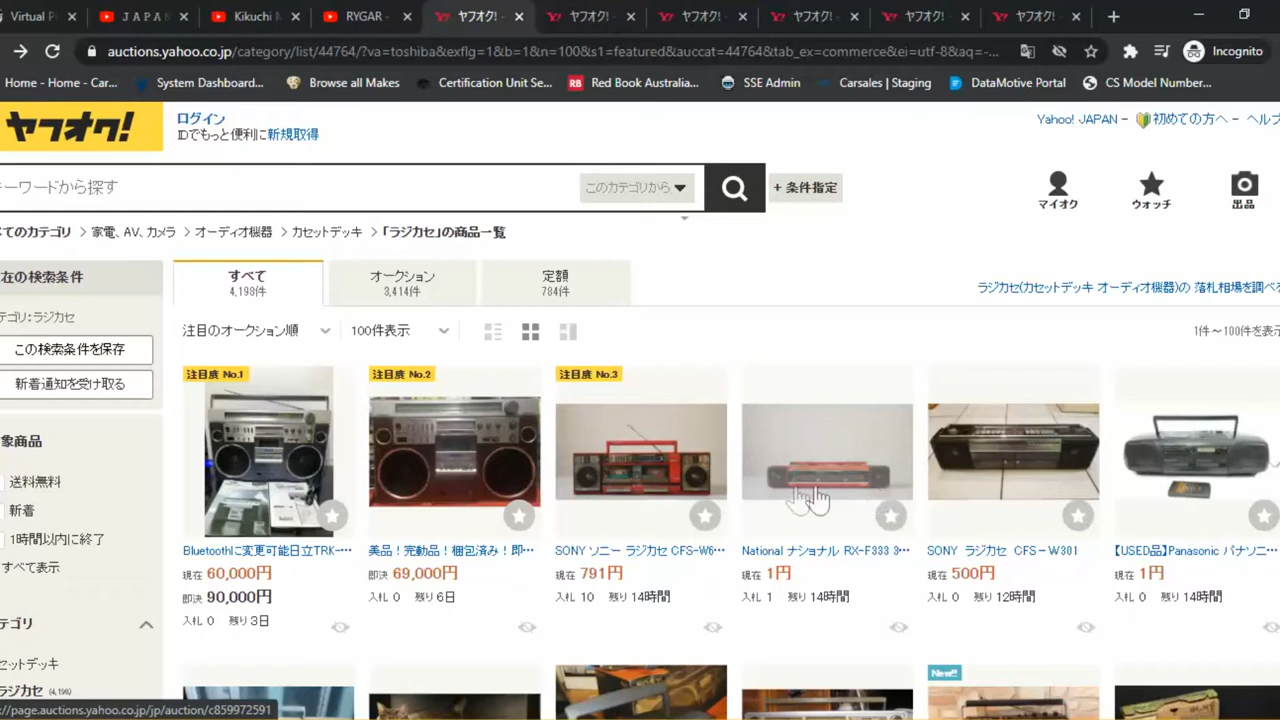 Virtual P
J A P A N
Kikuchi M
RYGAR -
ヤフオク! -
ヤフオク! -
ヤフオク! -
ヤフオク! -
ヤフオク! -
ヤフオク! -
auctions.yahoo.co.jp/category/list/44764/?va=toshiba&exflg=1&b=1&n=100&s1=featured&auccat=44764&tab_ex=commerce&ei=utf-8&aq=-...
Incognito
Home - Home - Car...
System Dashboard...
Browse all Makes
Certification Unit Se...
RB
Red Book Australia...
SSE Admin
Carsales | Staging
DataMotive Portal
CS Model Number...
ヤフオク!
ログイン
IDでもっと便利に新規取得
Yahoo! JAPAN - 初めての方へ - ヘルプ
ーワードから探す
このカテゴリから
+ 条件指定
マイオク
ウォッチ
出品
てのカテゴリ > 家電、AV、カメラ > オーディオ機器 > カセットデッキ > 「ラジカセ」の商品一覧
在の検索条件
テゴリ:ラジカセ
この検索条件を保存
新着通知を受け取る
すべて
4,198件
オークション
3,414件
定額
784件
ラジカセ(カセットデッキ オーディオ機器)の 落札相場を調べる
注目のオークション順
100件表示
1件〜100件を表示
象商品
送料無料
新着
1時間以内に終了
すべて表示
テゴリ
セットデッキ
ラジカセ (4,198)
注目度 No.1
Bluetoothに変更可能日立TRK-…
現在 60,000円
即決 90,000円
入札 0 残り 3日
注目度 No.2
美品！完動品！梱包済み！即…
即決 69,000円
入札 0 残り 6日
注目度 No.3
SONY ソニー ラジカセ CFS-W6…
現在 791円
入札 10 残り 14時間
National ナショナル RX-F333 3…
現在 1円
入札 1 残り 14時間
SONY ラジカセ CFS-W301
現在 500円
入札 0 残り 12時間
【USED品】Panasonic パナソニ…
現在 1円
入札 0 残り 14時間
New!!
://page.auctions.yahoo.co.jp/jp/auction/c859972591